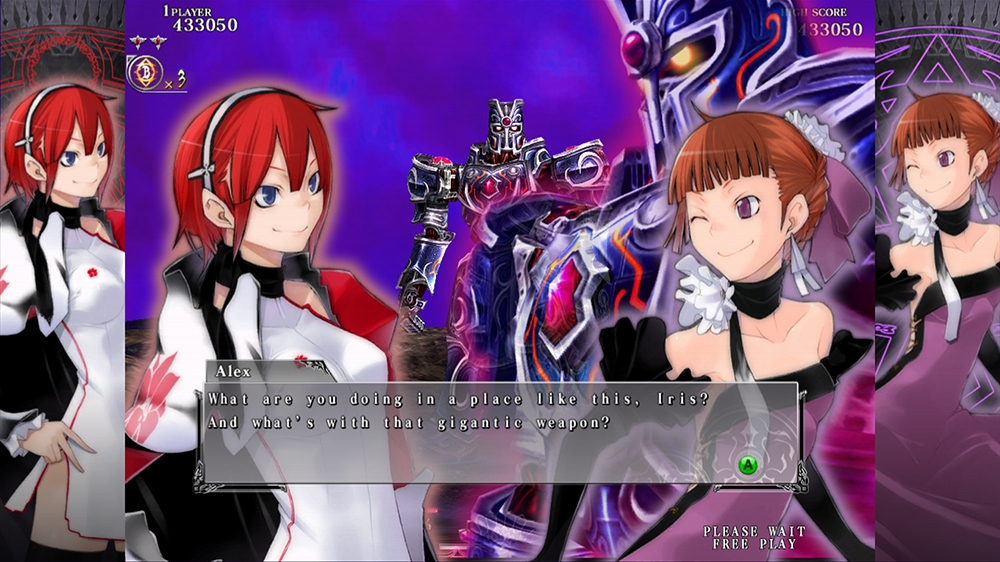 1PLAYER
433050
HIGH SCORE
433050
B
× 3
Alex
What are you doing in a place like this, Iris?
And what's with that gigantic weapon?
A
PLEASE WAIT
FREE PLAY